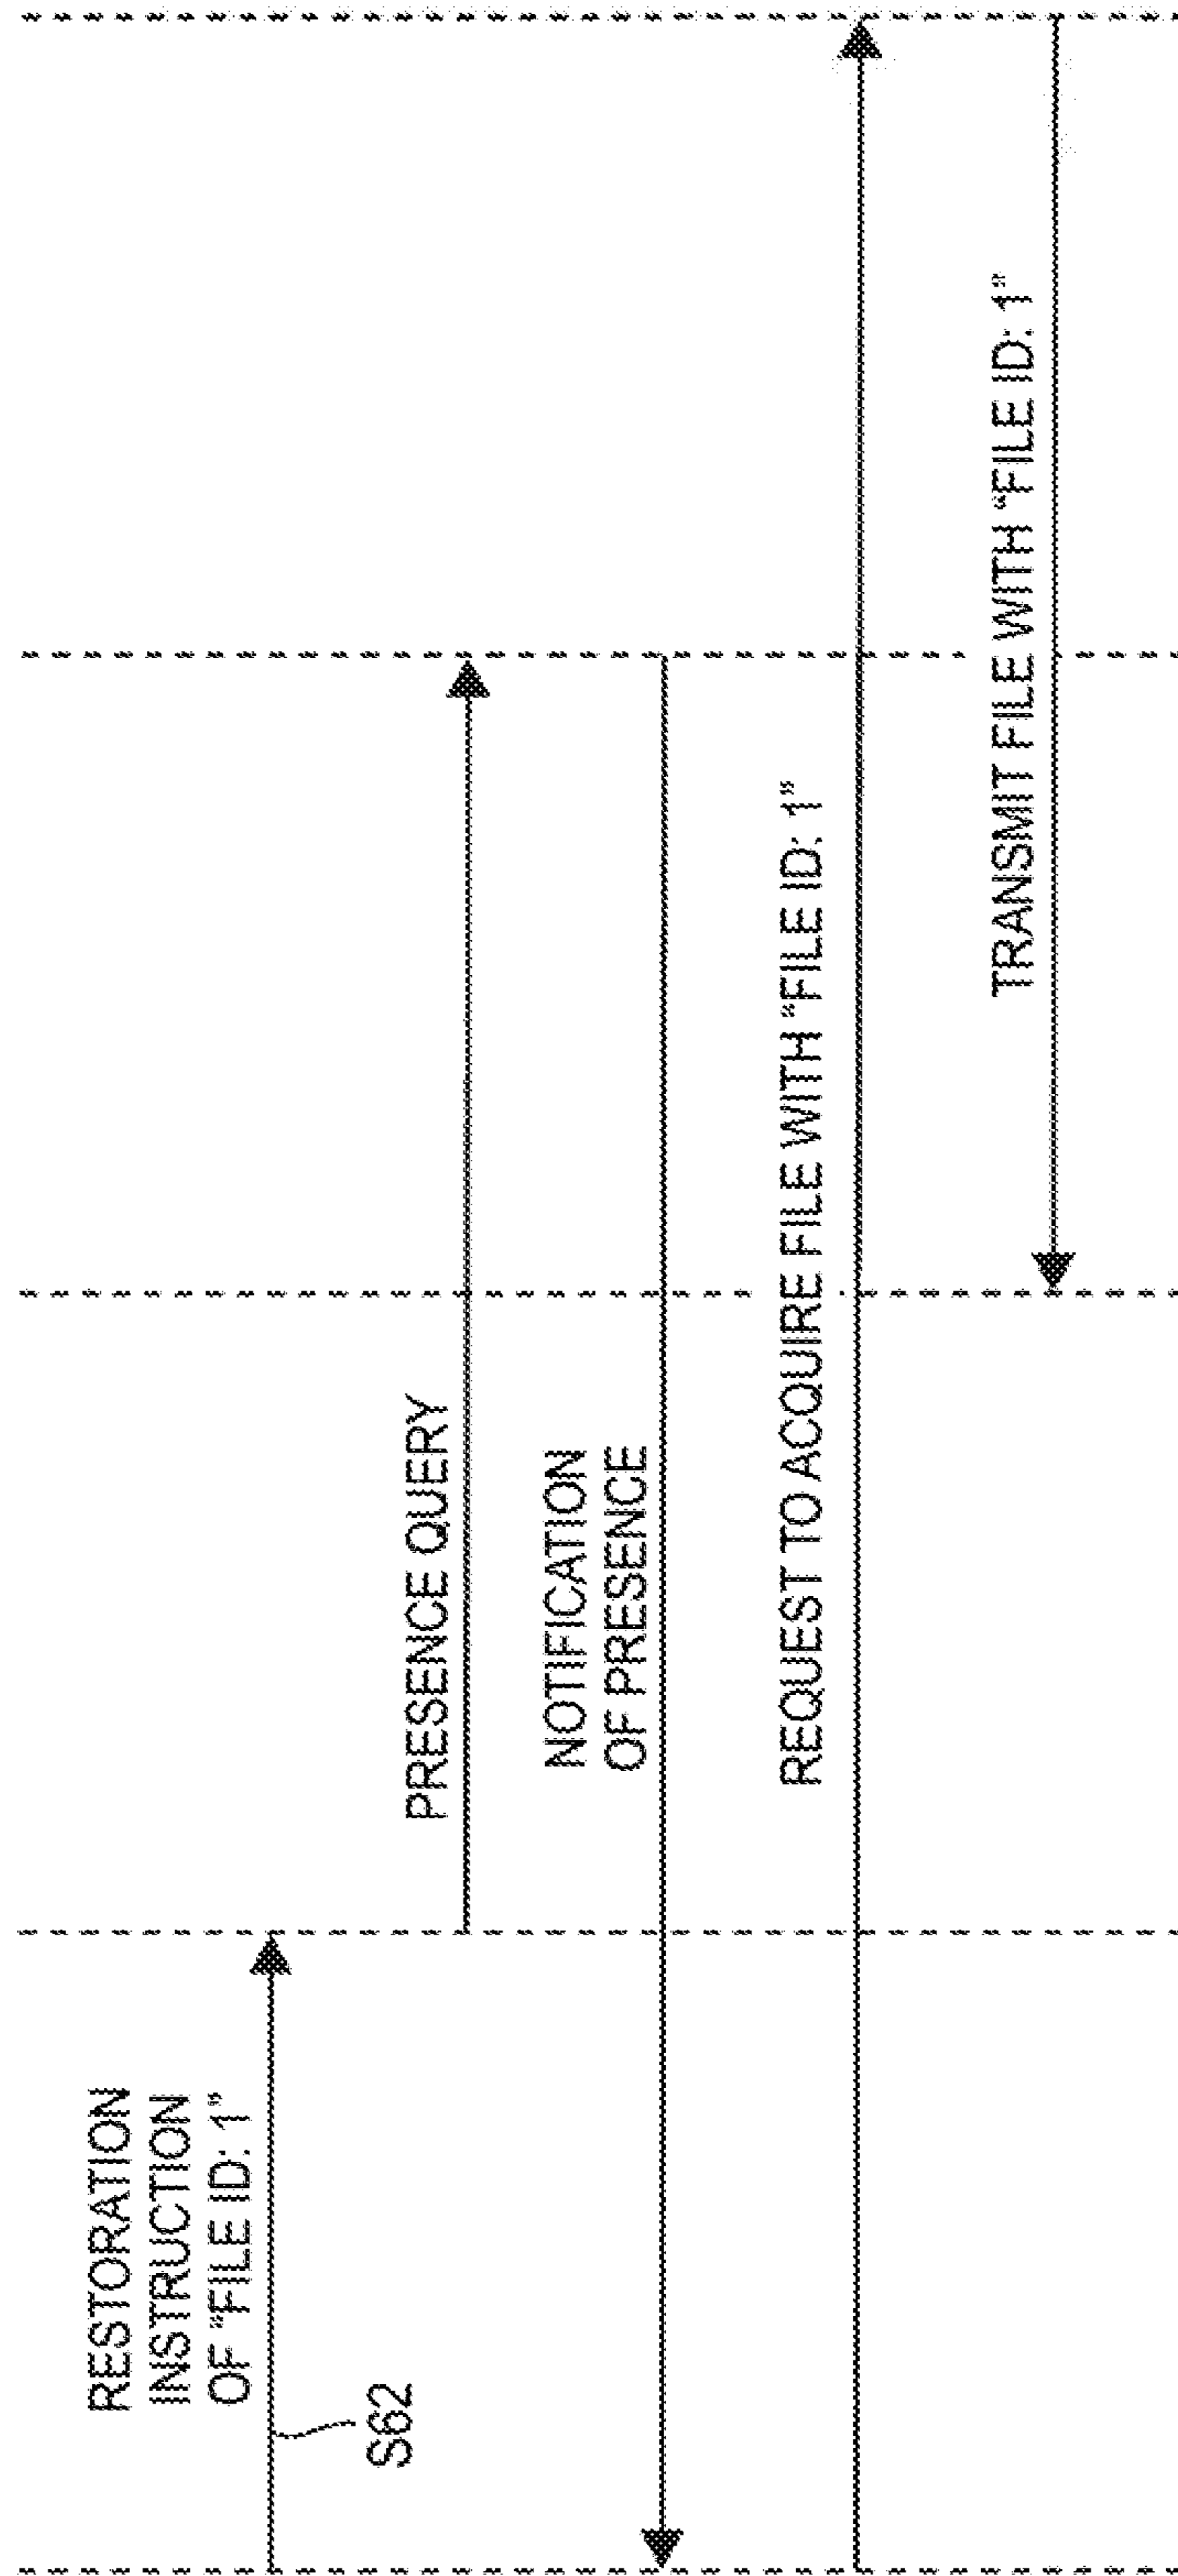 RESTORATION
INSTRUCTION
OF "FILE ID: 1"
S62
PRESENCE QUERY
NOTIFICATION
OF PRESENCE
REQUEST TO ACQUIRE FILE WITH "FILE ID: 1"
TRANSMIT FILE WITH "FILE ID: 1"